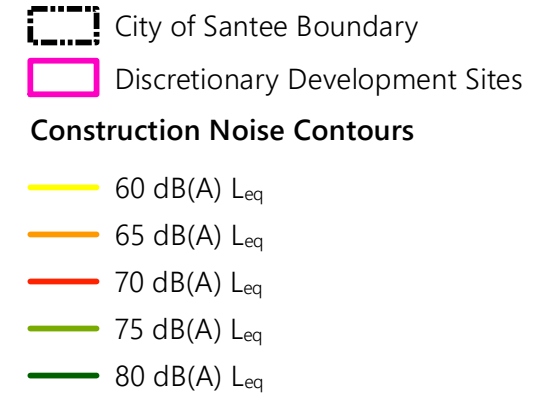 City of Santee Boundary
Discretionary Development Sites
Construction Noise Contours
60 dB(A) Leq
65 dB(A) Leq
70 dB(A) Leq
75 dB(A) Leq
80 dB(A) Leq